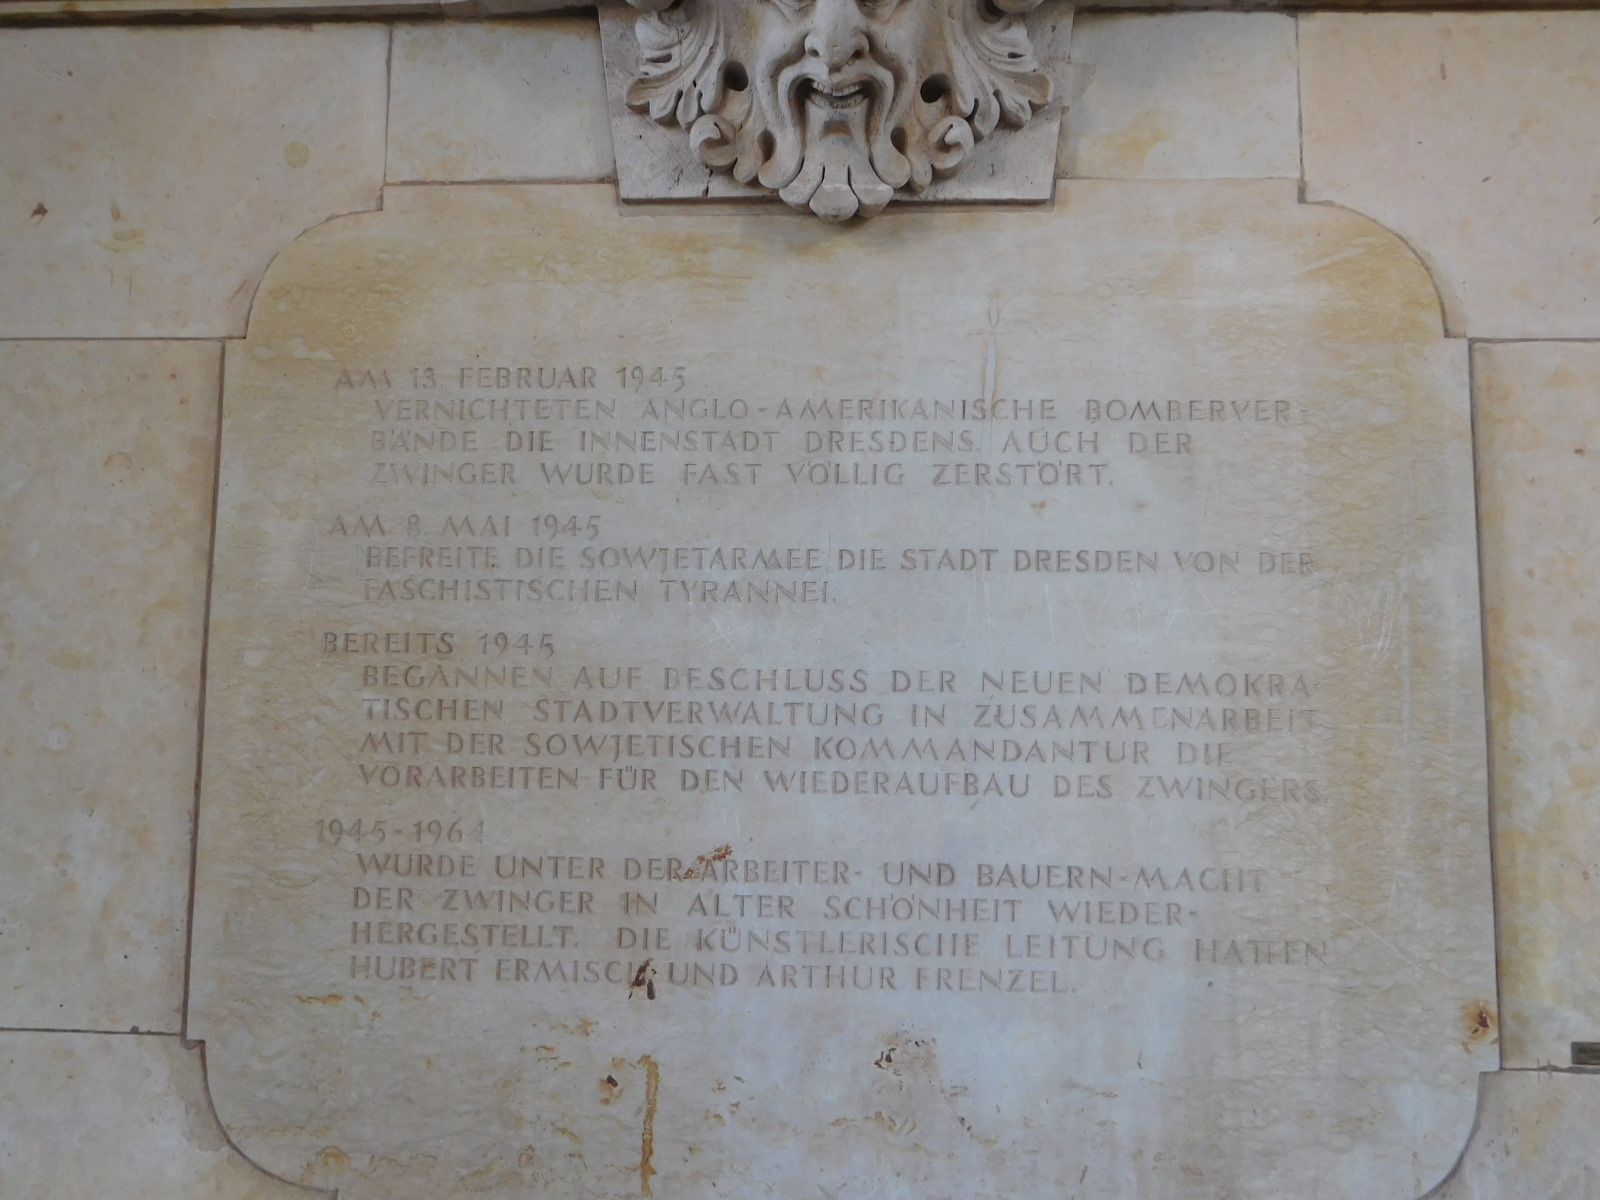 AM 13. FEBRUAR 1945
VERNICHTETEN ANGLO-AMERIKANISCHE BOMBERVER-
BÄNDE DIE INNENSTADT DRESDENS. AUCH DER
ZWINGER WURDE FAST VÖLLIG ZERSTÖRT.
AM 8. MAI 1945
BEFREITE DIE SOWJETARMEE DIE STADT DRESDEN VON DER
FASCHISTISCHEN TYRANNEI.
BEREITS 1945
BEGANNEN AUF BESCHLUSS DER NEUEN DEMOKRA-
TISCHEN STADTVERWALTUNG IN ZUSAMMENARBEIT
MIT DER SOWJETISCHEN KOMMANDANTUR DIE
VORARBEITEN FÜR DEN WIEDERAUFBAU DES ZWINGERS.
1945-1964
WURDE UNTER DER ARBEITER- UND BAUERN-MACHT
DER ZWINGER IN ALTER SCHÖNHEIT WIEDER-
HERGESTELLT. DIE KÜNSTLERISCHE LEITUNG HATTEN
HUBERT ERMISCH UND ARTHUR FRENZEL.